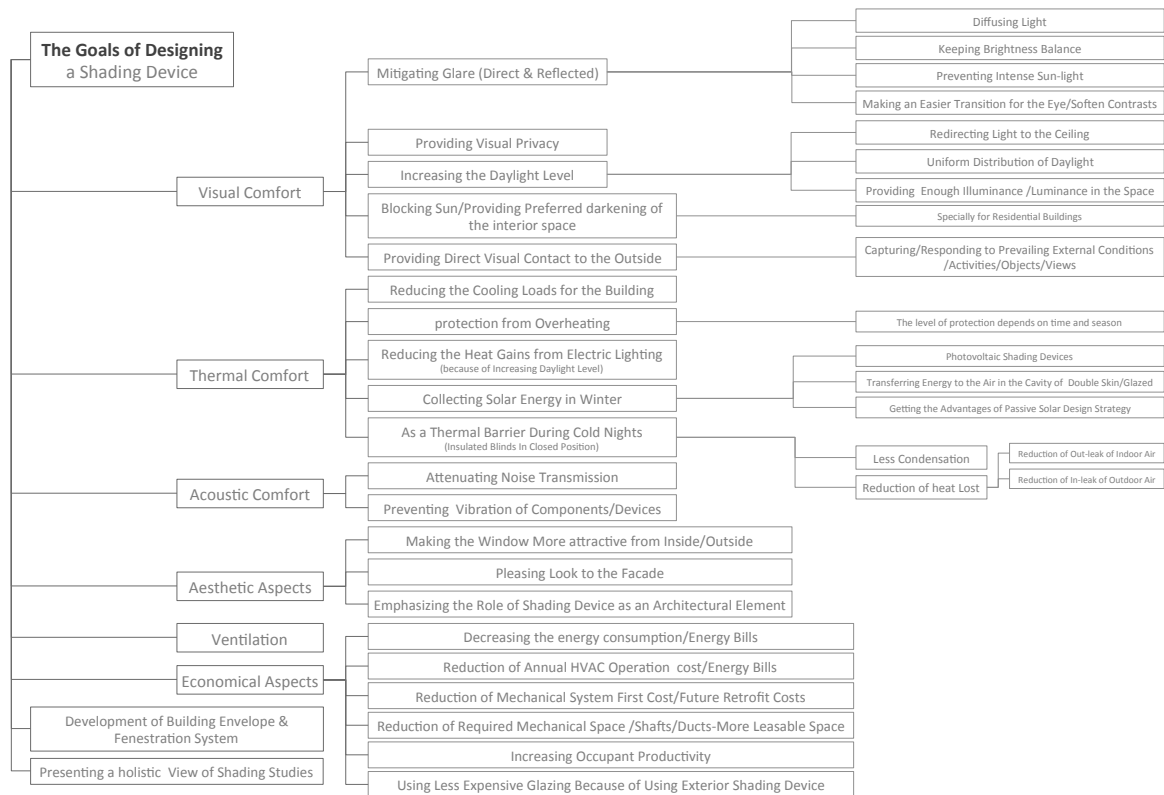 The Goals of Designing
a Shading Device
Visual Comfort
Mitigating Glare (Direct & Reflected)
Diffusing Light
Keeping Brightness Balance
Preventing Intense Sun-light
Making an Easier Transition for the Eye/Soften Contrasts
Providing Visual Privacy
Increasing the Daylight Level
Redirecting Light to the Ceiling
Uniform Distribution of Daylight
Providing Enough Illuminance /Luminance in the Space
Blocking Sun/Providing Preferred darkening of
the interior space
Specially for Residential Buildings
Providing Direct Visual Contact to the Outside
Capturing/Responding to Prevailing External Conditions
/Activities/Objects/Views
Thermal Comfort
Reducing the Cooling Loads for the Building
protection from Overheating
The level of protection depends on time and season
Reducing the Heat Gains from Electric Lighting
(because of Increasing Daylight Level)
Collecting Solar Energy in Winter
Photovoltaic Shading Devices
Transferring Energy to the Air in the Cavity of Double Skin/Glazed
Getting the Advantages of Passive Solar Design Strategy
As a Thermal Barrier During Cold Nights
(Insulated Blinds In Closed Position)
Less Condensation
Reduction of heat Lost
Reduction of Out-leak of Indoor Air
Reduction of In-leak of Outdoor Air
Acoustic Comfort
Attenuating Noise Transmission
Preventing Vibration of Components/Devices
Aesthetic Aspects
Making the Window More attractive from Inside/Outside
Pleasing Look to the Facade
Emphasizing the Role of Shading Device as an Architectural Element
Ventilation
Economical Aspects
Decreasing the energy consumption/Energy Bills
Reduction of Annual HVAC Operation cost/Energy Bills
Reduction of Mechanical System First Cost/Future Retrofit Costs
Reduction of Required Mechanical Space /Shafts/Ducts-More Leasable Space
Increasing Occupant Productivity
Using Less Expensive Glazing Because of Using Exterior Shading Device
Development of Building Envelope &
Fenestration System
Presenting a holistic View of Shading Studies